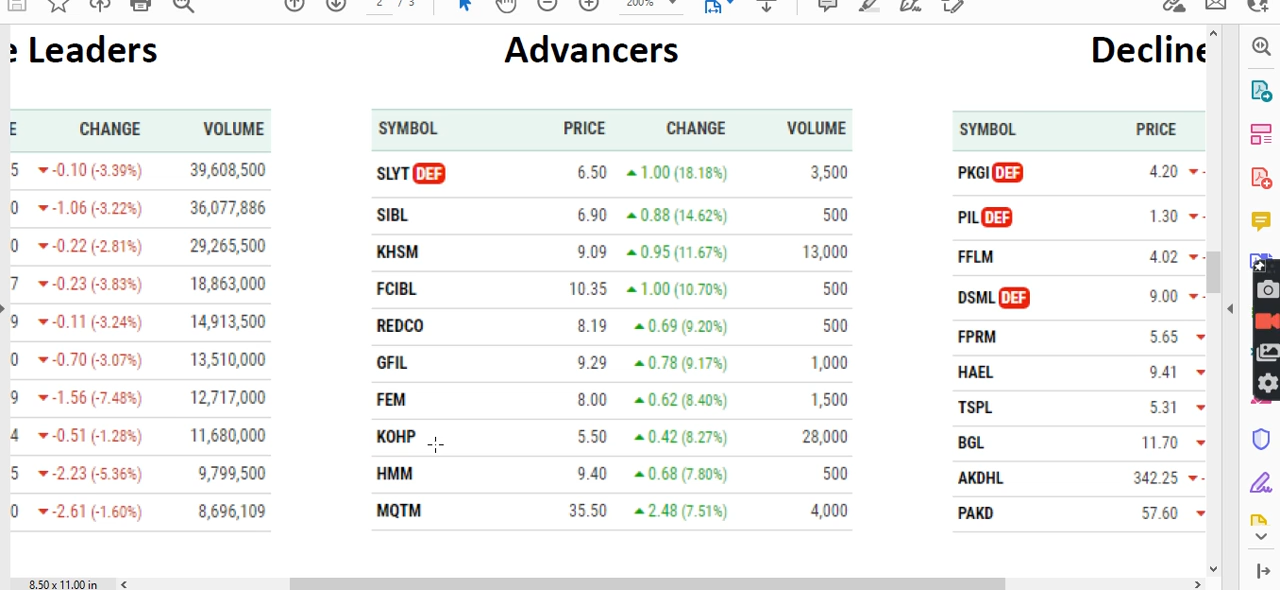 2 / 3
200%
e Leaders
E CHANGE VOLUME
5 -0.10 (-3.39%) 39,608,500
0 -1.06 (-3.22%) 36,077,886
0 -0.22 (-2.81%) 29,265,500
7 -0.23 (-3.83%) 18,863,000
9 -0.11 (-3.24%) 14,913,500
0 -0.70 (-3.07%) 13,510,000
9 -1.56 (-7.48%) 12,717,000
4 -0.51 (-1.28%) 11,680,000
5 -2.23 (-5.36%) 9,799,500
0 -2.61 (-1.60%) 8,696,109
Advancers
SYMBOL PRICE CHANGE VOLUME
SLYT DEF 6.50 1.00 (18.18%) 3,500
SIBL 6.90 0.88 (14.62%) 500
KHSM 9.09 0.95 (11.67%) 13,000
FCIBL 10.35 1.00 (10.70%) 500
REDCO 8.19 0.69 (9.20%) 500
GFIL 9.29 0.78 (9.17%) 1,000
FEM 8.00 0.62 (8.40%) 1,500
KOHP 5.50 0.42 (8.27%) 28,000
HMM 9.40 0.68 (7.80%) 500
MQTM 35.50 2.48 (7.51%) 4,000
Decline
SYMBOL PRICE
PKGI DEF 4.20 -
PIL DEF 1.30 -
FFLM 4.02 -
DSML DEF 9.00 -
FPRM 5.65
HAEL 9.41
TSPL 5.31
BGL 11.70
AKDHL 342.25 -
PAKD 57.60
8.50 x 11.00 in